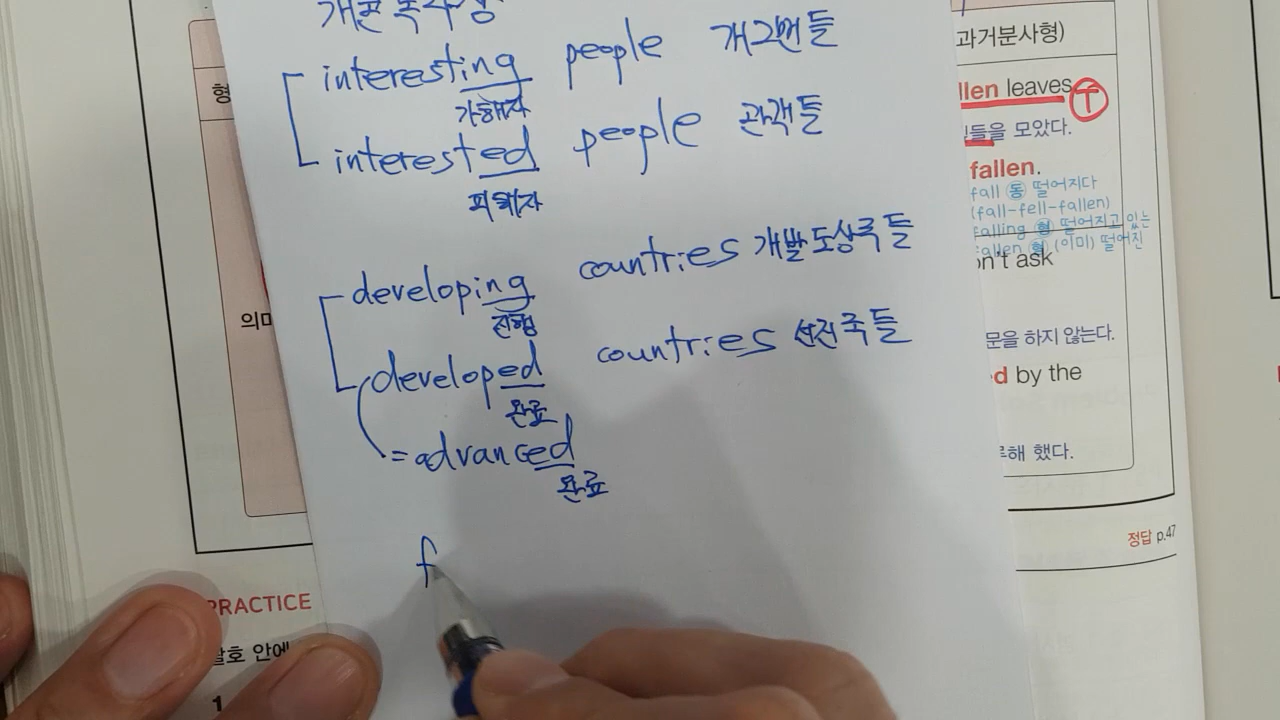 interesting people 개그맨들
가해자
interested people 관객들
피해자
developing countries 개발도상국들
진행
developed countries 선진국들
완료
= advanced
완료
f
형
의미
PRACTICE
괄호 안에
1
과거분사형)
llen leaves T
들을 모았다.
fallen.
fall 동 떨어지다
(fall-fell-fallen)
falling 형 떨어지고 있는
fallen 형 (이미) 떨어진
on't ask
문을 하지 않는다.
d by the
해 했다.
정답 p.47